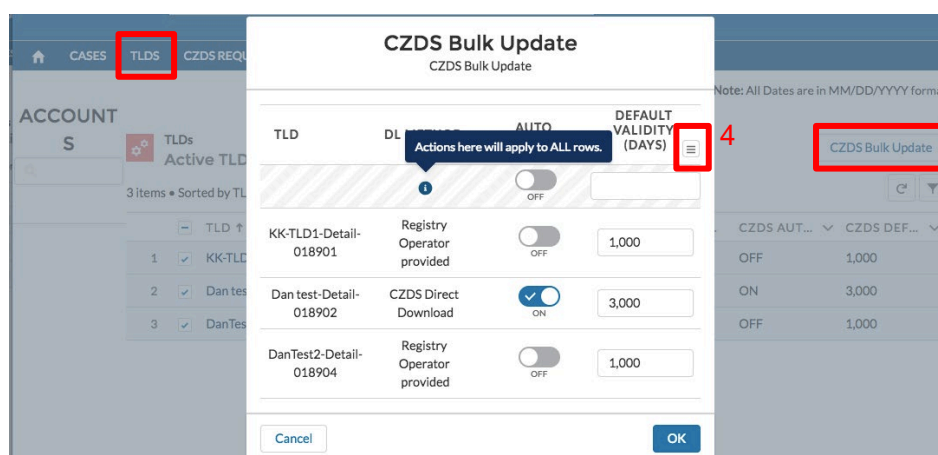 CZDS Bulk Update
CZDS Bulk Update
CASES TLDS CZDS REQU
Note: All Dates are in MM/DD/YYYY forma
ACCOUNT
S
TLDs
Active TLD
3 items • Sorted by TL
TLD ↑
1 KK-TLD
2 Dan tes
3 DanTes
TLD
AUTO
DEFAULT
VALIDITY
(DAYS)
Actions here will apply to ALL rows.
4
OFF
KK-TLD1-Detail-
018901
Registry
Operator
provided
OFF
1,000
Dan test-Detail-
018902
CZDS Direct
Download
ON
3,000
DanTest2-Detail-
018904
Registry
Operator
provided
OFF
1,000
Cancel
OK
CZDS Bulk Update
CZDS AUT... CZDS DEF...
OFF 1,000
ON 3,000
OFF 1,000